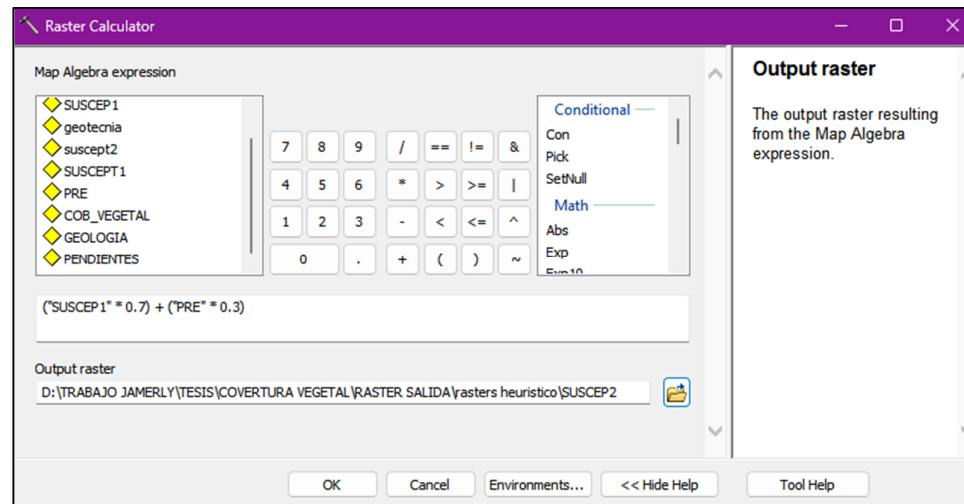 Raster Calculator
Map Algebra expression
SUSCEP1
geotecnia
suscept2
SUSCEPT1
PRE
COB_VEGETAL
GEOLOGIA
PENDIENTES
7 8 9 / == != &
4 5 6 * > >= |
1 2 3 - < <= ^
0 . + ( ) ~
Conditional
Con
Pick
SetNull
Math
Abs
Exp
Exp10
("SUSCEP1" * 0.7) + ("PRE" * 0.3)
Output raster
D:\TRABAJO JAMERLY\TESIS\COVERTURA VEGETAL\RASTER SALIDA\rasters heuristico\SUSCEP2
OK
Cancel
Environments...
<< Hide Help
Tool Help
Output raster
The output raster resulting
from the Map Algebra
expression.